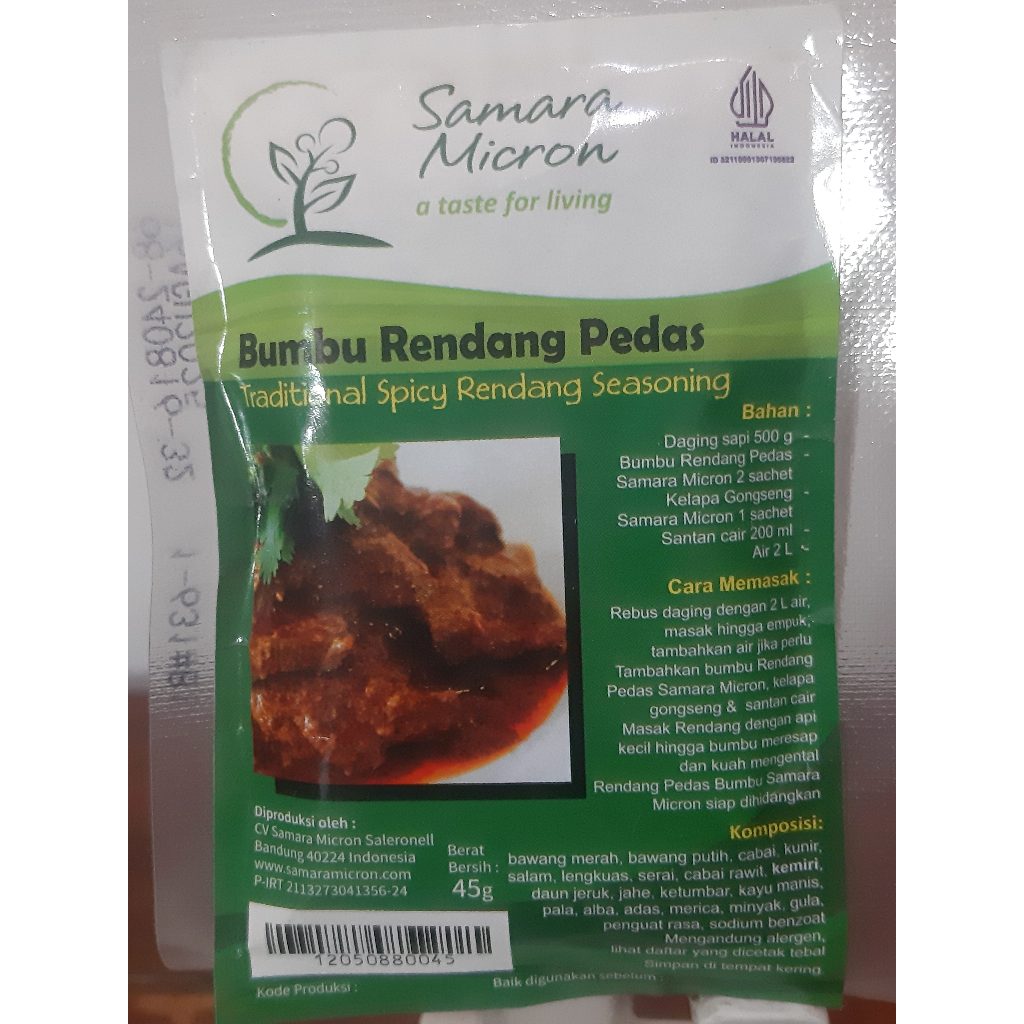 Samara
Micron
a taste for living
HALAL
INDONESIA
Bumbu Rendang Pedas
Traditional Spicy Rendang Seasoning
Bahan :
Daging sapi 500 g -
Bumbu Rendang Pedas -
Samara Micron 2 sachet
Kelapa Gongseng -
Samara Micron 1 sachet
Santan cair 200 ml -
Air 2 L -
Cara Memasak :
Rebus daging dengan 2 L air,
masak hingga empuk,
tambahkan air jika perlu
Tambahkan bumbu Rendang
Pedas Samara Micron, kelapa
gongseng & santan cair
Masak Rendang dengan api
kecil hingga bumbu meresap
dan kuah mengental
Rendang Pedas Bumbu Samara
Micron siap dihidangkan
Diproduksi oleh :
CV Samara Micron Saleronell
Bandung 40224 Indonesia
www.samaramicron.com
P-IRT 2113273041356-24
Berat
Bersih :
45g
Komposisi:
bawang merah, bawang putih, cabai, kunir,
salam, lengkuas, serai, cabai rawit, kemiri,
daun jeruk, jahe, ketumbar, kayu manis,
pala, alba, adas, merica, minyak, gula,
penguat rasa, sodium benzoat
Mengandung alergen,
lihat daftar yang dicetak tebal
Simpan di tempat kering
12050880045
Kode Produksi :
Baik digunakan sebelum :